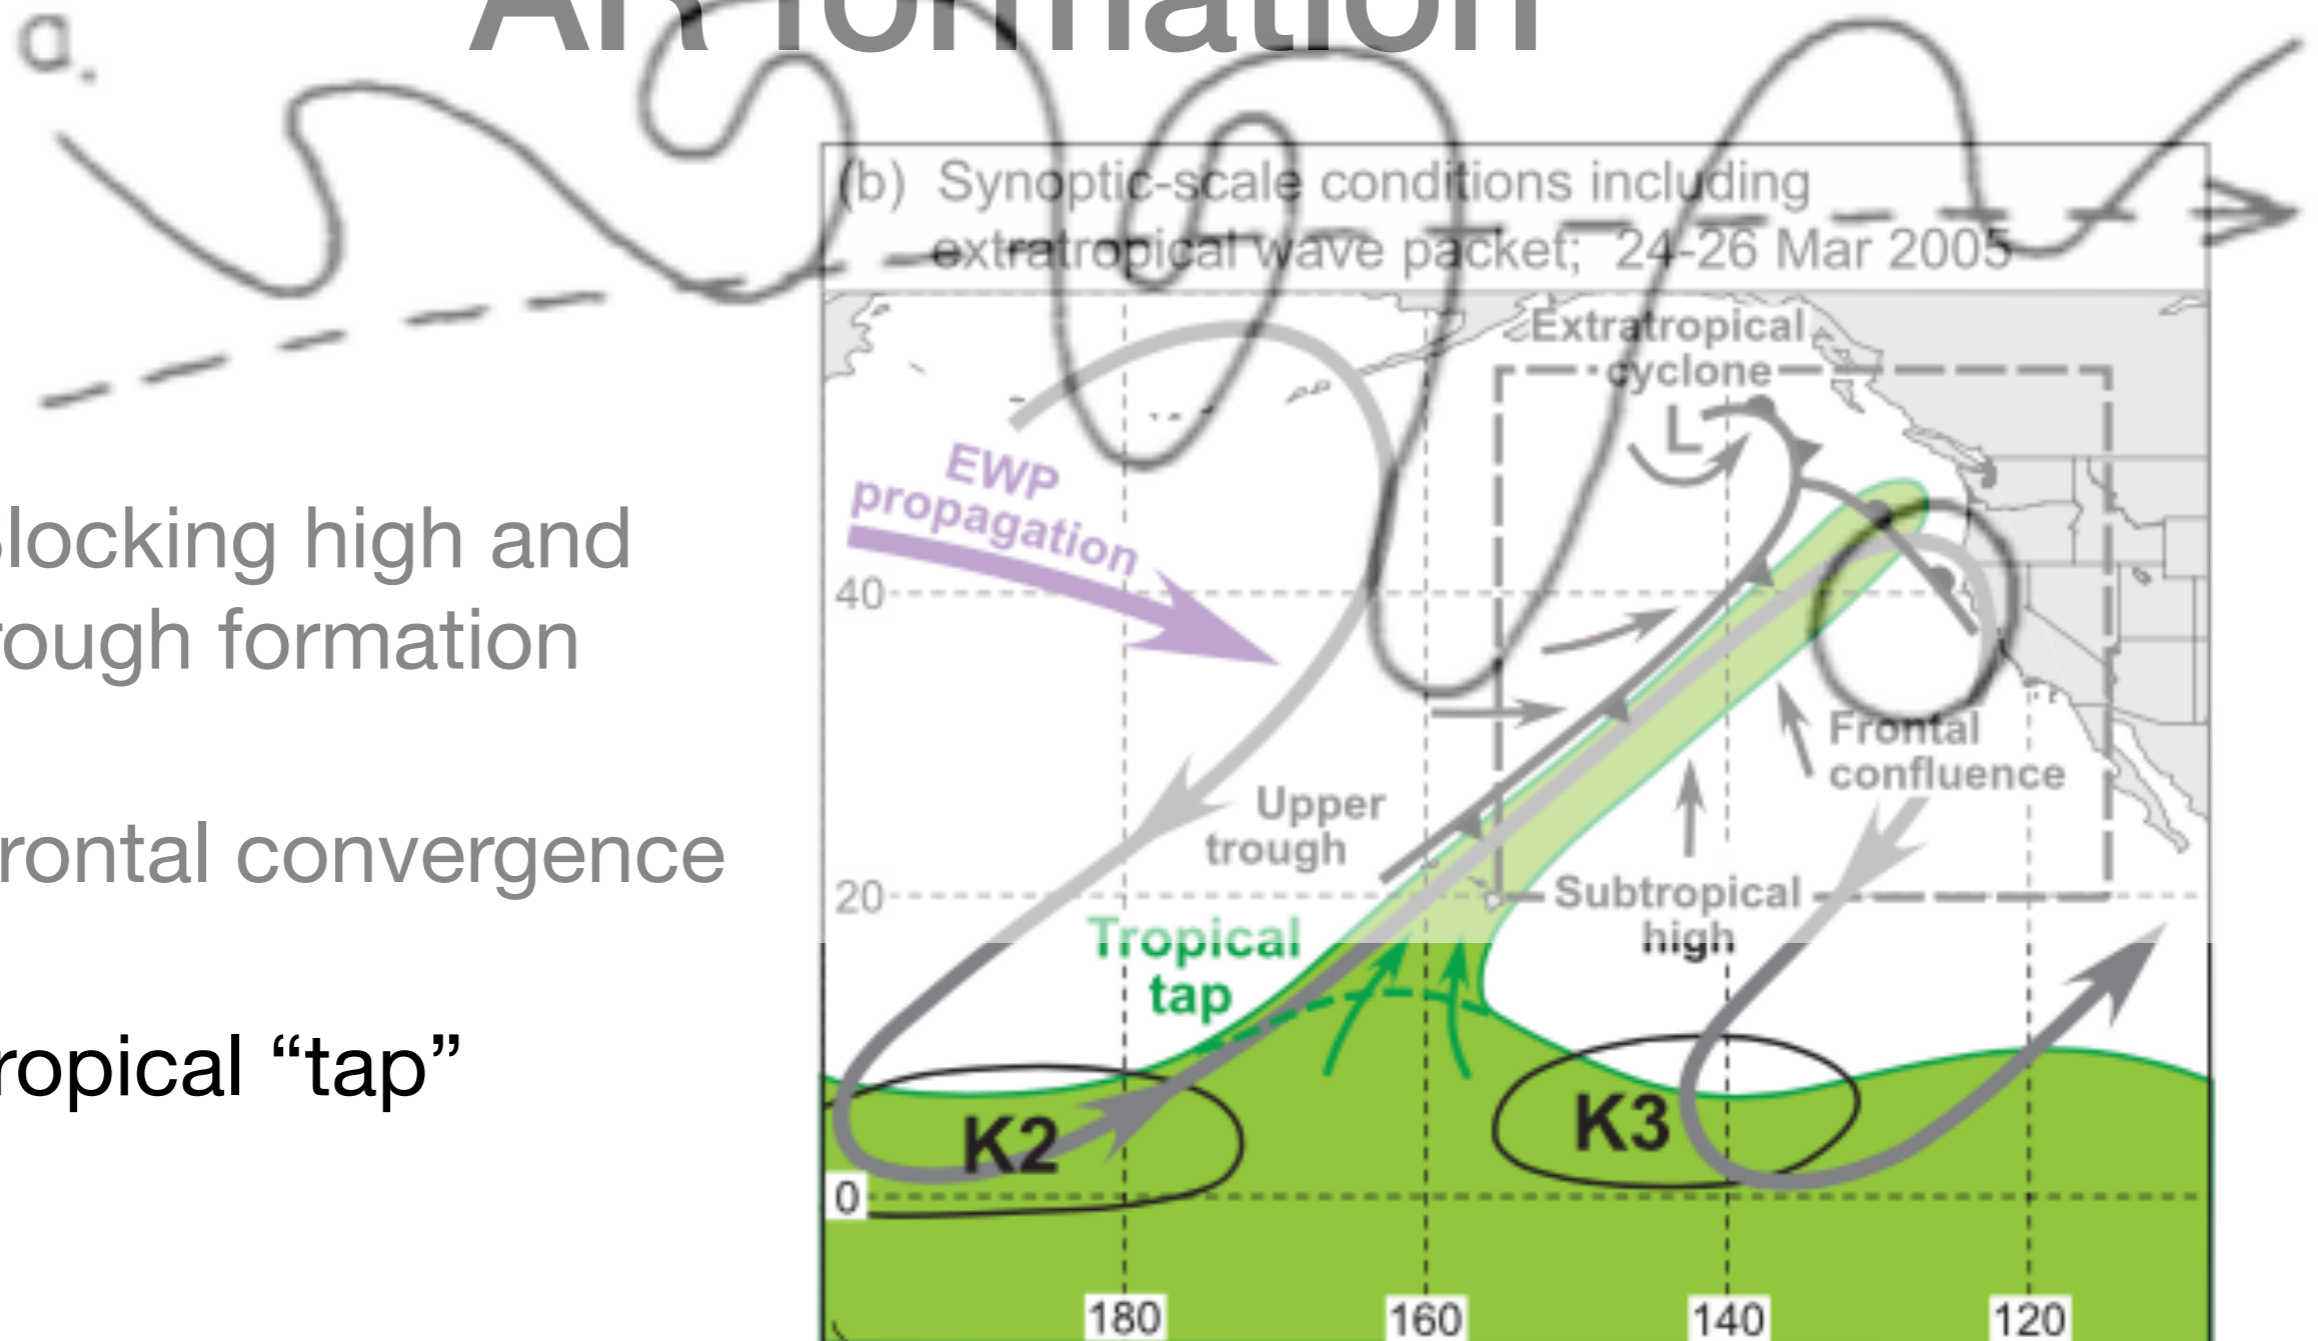 AR formation
a.
(b) Synoptic-scale conditions including
extratropical wave packet; 24-26 Mar 2005
Extratropical
cyclone
L
EWP
propagation
locking high and
rough formation
40
Frontal
confluence
Upper
trough
rontal convergence
20
Subtropical
high
Tropical
tap
ropical “tap”
K2
K3
0
180 160 140 120